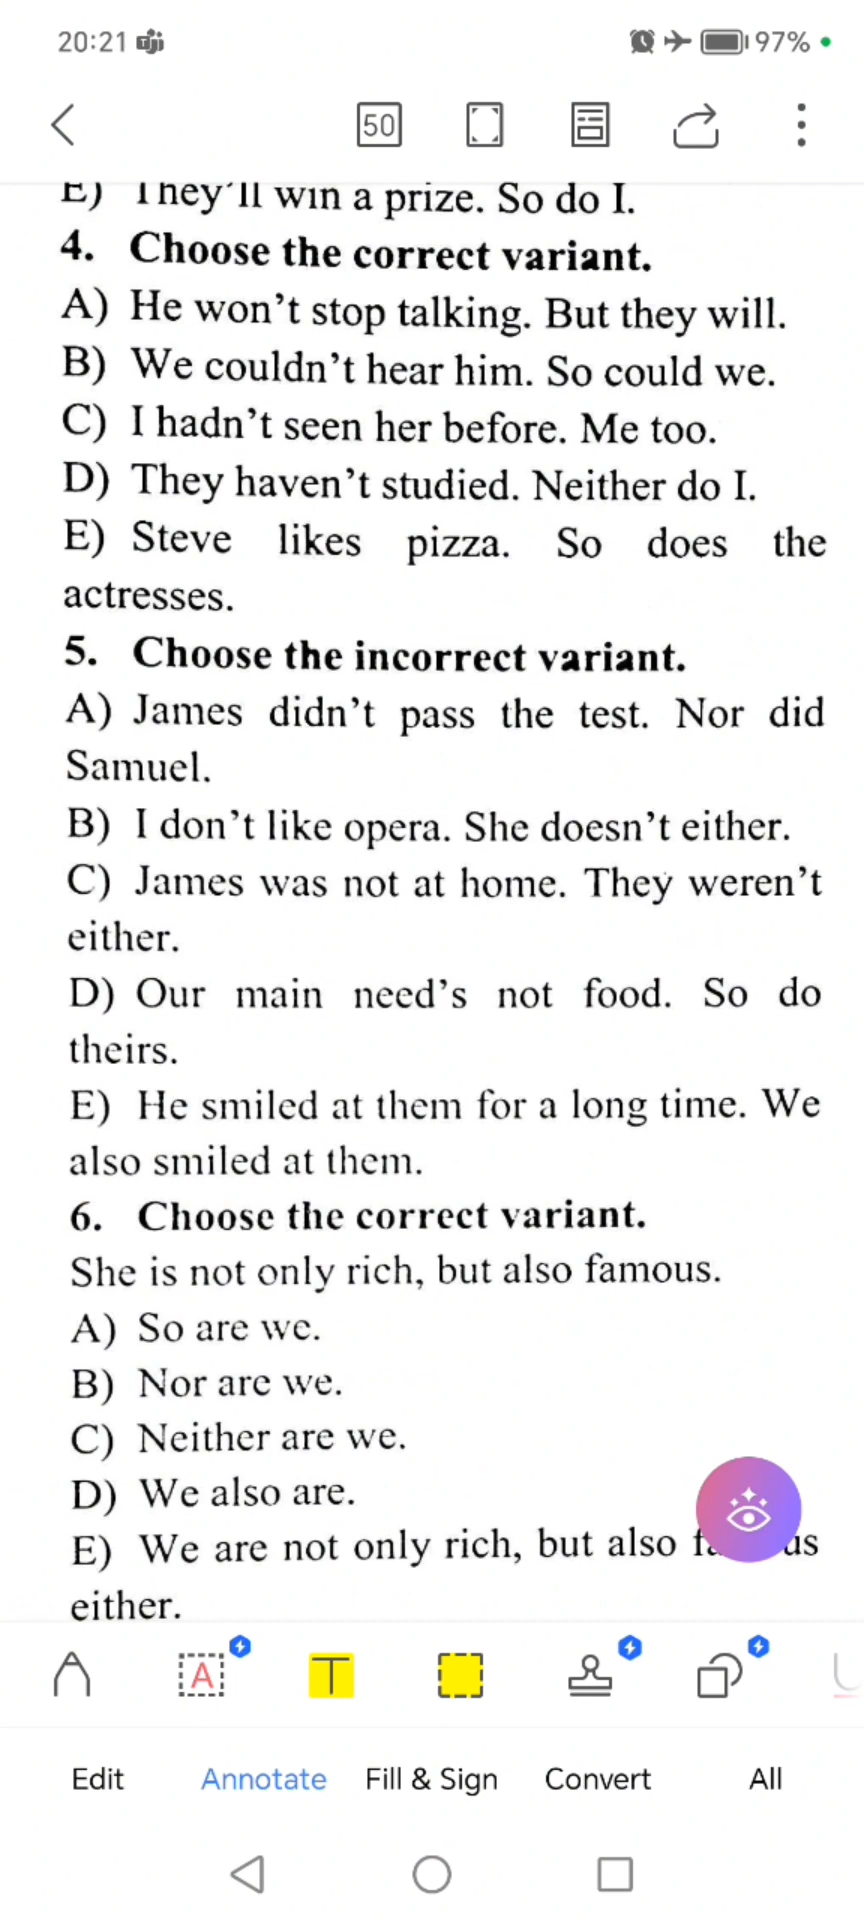 20:21
97%
50
E) They'll win a prize. So do I.
4. Choose the correct variant.
A) He won't stop talking. But they will.
B) We couldn't hear him. So could we.
C) I hadn't seen her before. Me too.
D) They haven't studied. Neither do I.
E) Steve likes pizza. So does the
actresses.
5. Choose the incorrect variant.
A) James didn't pass the test. Nor did
Samuel.
B) I don't like opera. She doesn't either.
C) James was not at home. They weren't
either.
D) Our main need's not food. So do
theirs.
E) He smiled at them for a long time. We
also smiled at them.
6. Choose the correct variant.
She is not only rich, but also famous.
A) So are we.
B) Nor are we.
C) Neither are we.
D) We also are.
E) We are not only rich, but also
either.
A T
Edit Annotate Fill & Sign Convert All